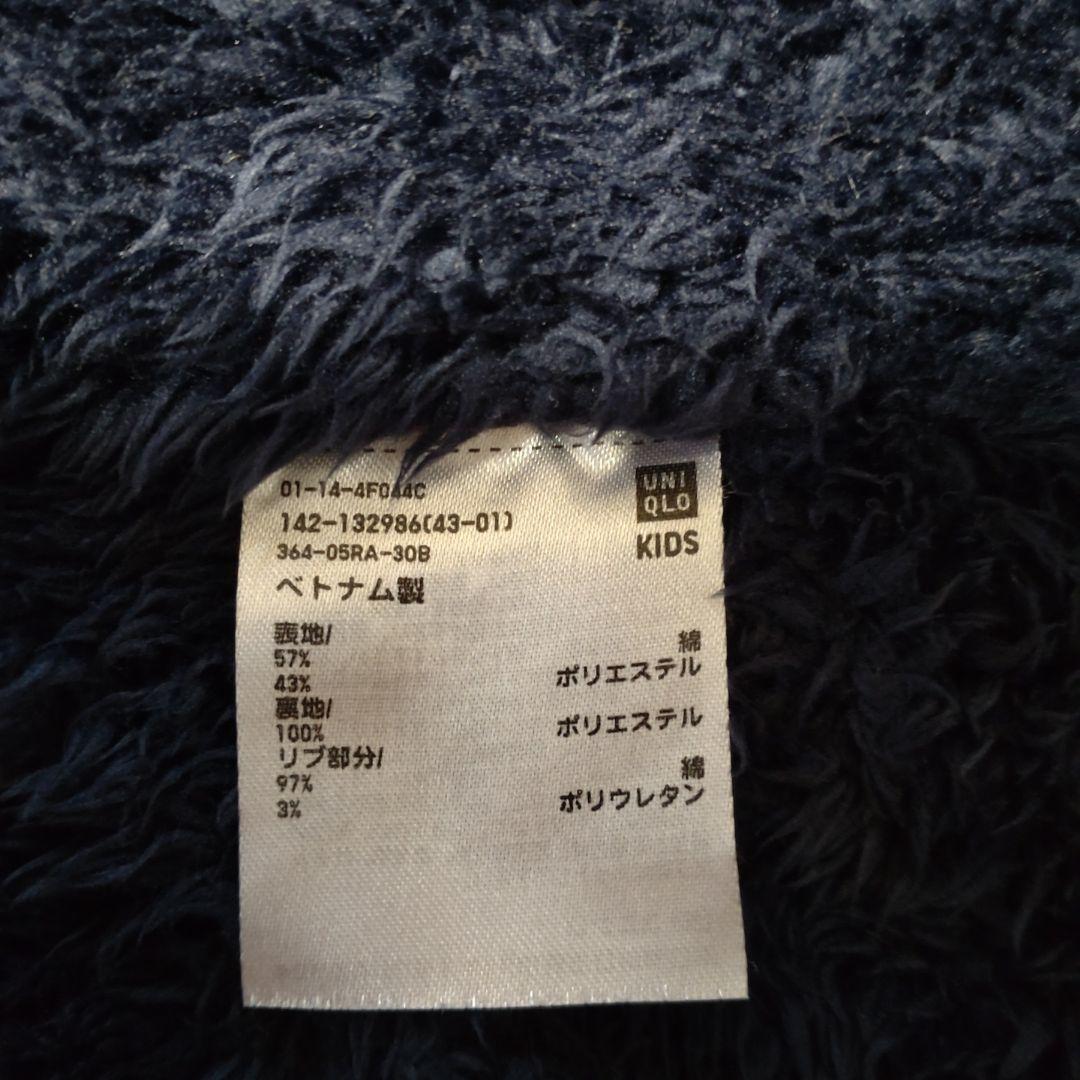 01-14-4F044C
142-132986(43-01)
364-05RA-30B
ベトナム製
UNI
QLO
KIDS
表地/
57% 綿
43% ポリエステル
裏地/
100% ポリエステル
リブ部分/
97% 綿
3% ポリウレタン